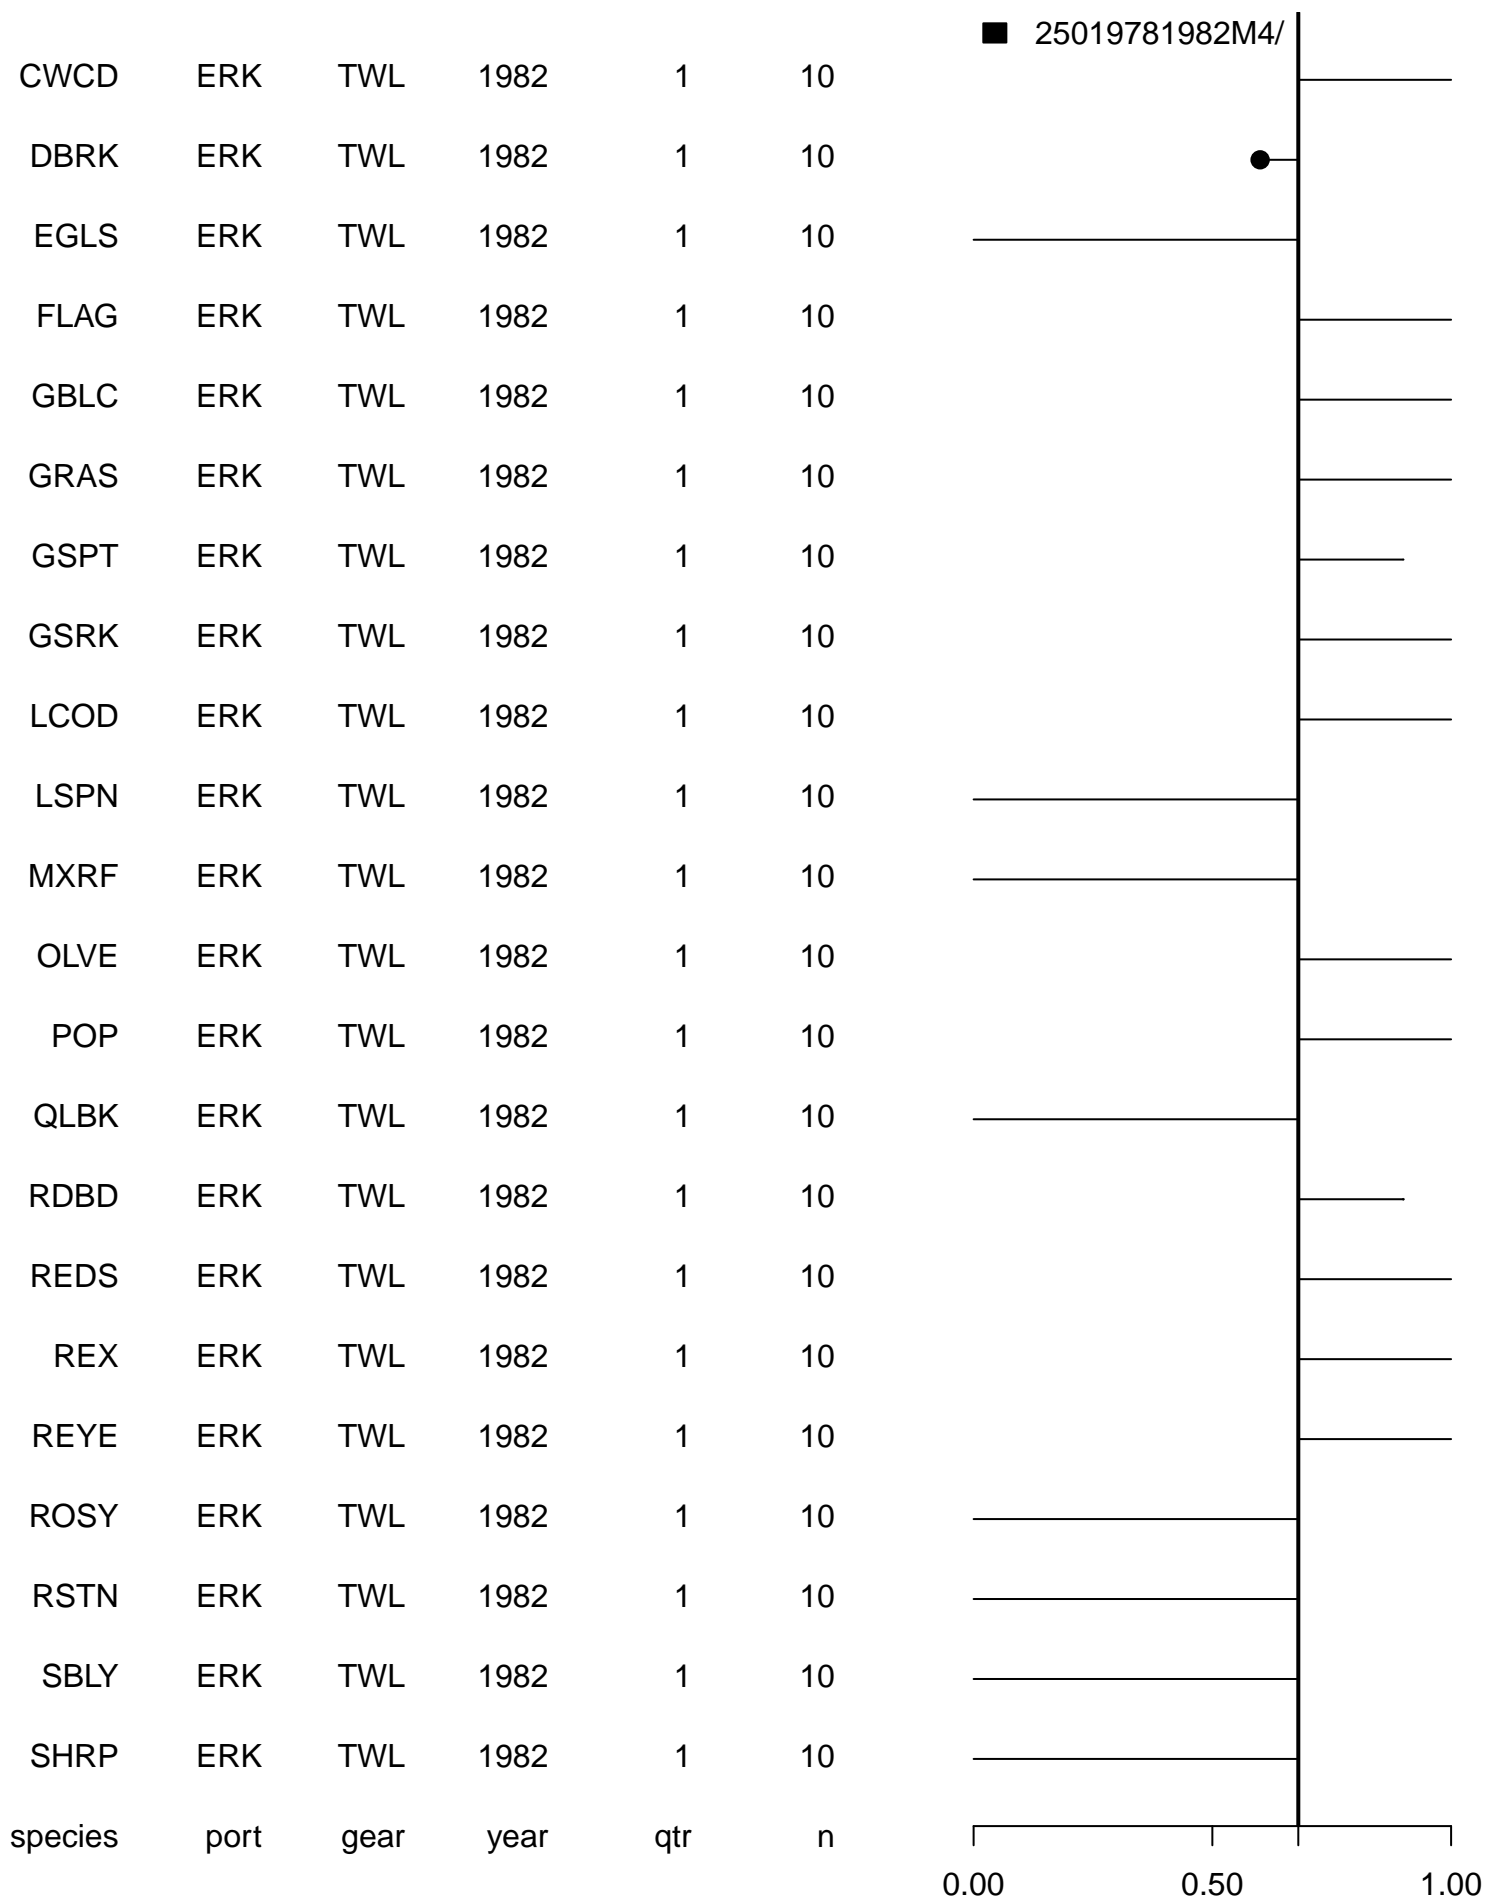 25019781982M4/
CWCD ERK TWL 1982 1 10
DBRK ERK TWL 1982 1 10
EGLS ERK TWL 1982 1 10
FLAG ERK TWL 1982 1 10
GBLC ERK TWL 1982 1 10
GRAS ERK TWL 1982 1 10
GSPT ERK TWL 1982 1 10
GSRK ERK TWL 1982 1 10
LCOD ERK TWL 1982 1 10
LSPN ERK TWL 1982 1 10
MXRF ERK TWL 1982 1 10
OLVE ERK TWL 1982 1 10
POP ERK TWL 1982 1 10
QLBK ERK TWL 1982 1 10
RDBD ERK TWL 1982 1 10
REDS ERK TWL 1982 1 10
REX ERK TWL 1982 1 10
REYE ERK TWL 1982 1 10
ROSY ERK TWL 1982 1 10
RSTN ERK TWL 1982 1 10
SBLY ERK TWL 1982 1 10
SHRP ERK TWL 1982 1 10
species port gear year qtr n
0.00 0.50 1.00